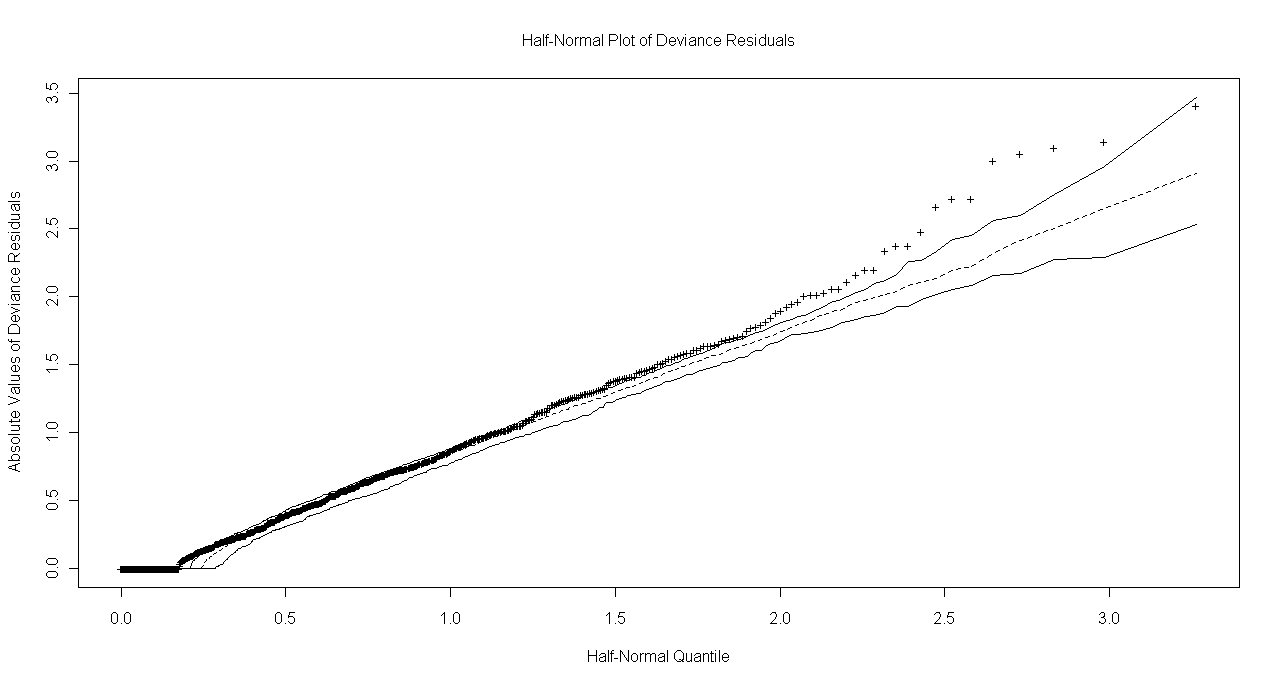 Half-Normal Plot of Deviance Residuals
Absolute Values of Deviance Residuals
3.5
3.0
2.5
2.0
1.5
1.0
0.5
0.0
0.0 0.5 1.0 1.5 2.0 2.5 3.0
Half-Normal Quantile